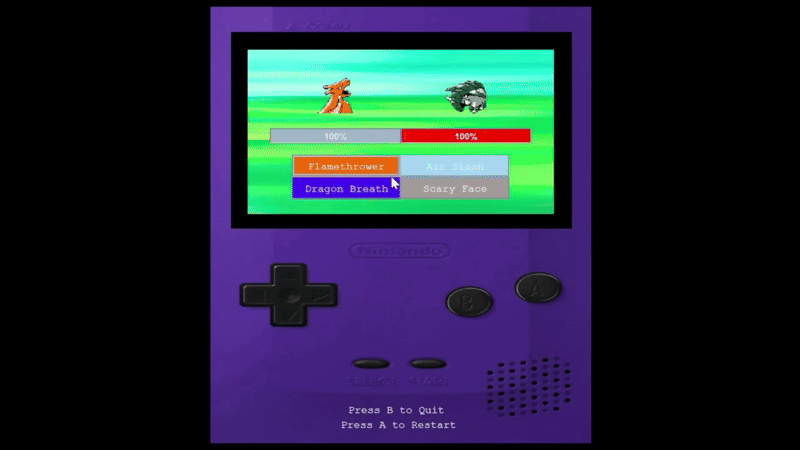 100% 100%
Flamethrower Air Slash
Dragon Breath Scary Face
Nintendo
B A
SELECT START
Press B to Quit
Press A to Restart